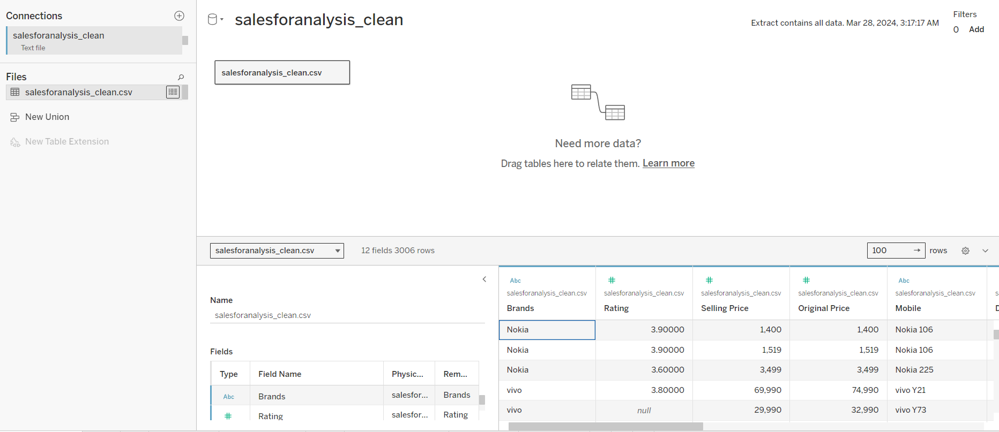 Connections
salesforanalysis_clean
Text file
Files
salesforanalysis_clean.csv
New Union
New Table Extension
salesforanalysis_clean
Extract contains all data. Mar 28, 2024, 3:17:17 AM
Filters
0 Add
salesforanalysis_clean.csv
Need more data?
Drag tables here to relate them. Learn more
salesforanalysis_clean.csv 12 fields 3006 rows 100 → rows
Name
salesforanalysis_clean.csv
Fields
Type Field Name Physic... Rem...
Abc Brands salesfor... Brands
# Rating salesfor... Rating
Abc # # # Abc
salesforanalysis_clean.csv salesforanalysis_clean.csv salesforanalysis_clean.csv salesforanalysis_clean.csv salesforanalysis_clean.csv s
Brands Rating Selling Price Original Price Mobile
Nokia 3.90000 1,400 1,400 Nokia 106
Nokia 3.90000 1,519 1,519 Nokia 106
Nokia 3.60000 3,499 3,499 Nokia 225
vivo 3.80000 69,990 74,990 vivo Y21
vivo null 29,990 32,990 vivo Y73